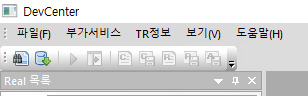 DevCenter
파일(F) 부가서비스 TR정보 보기(V) 도움말(H)
Real 목록